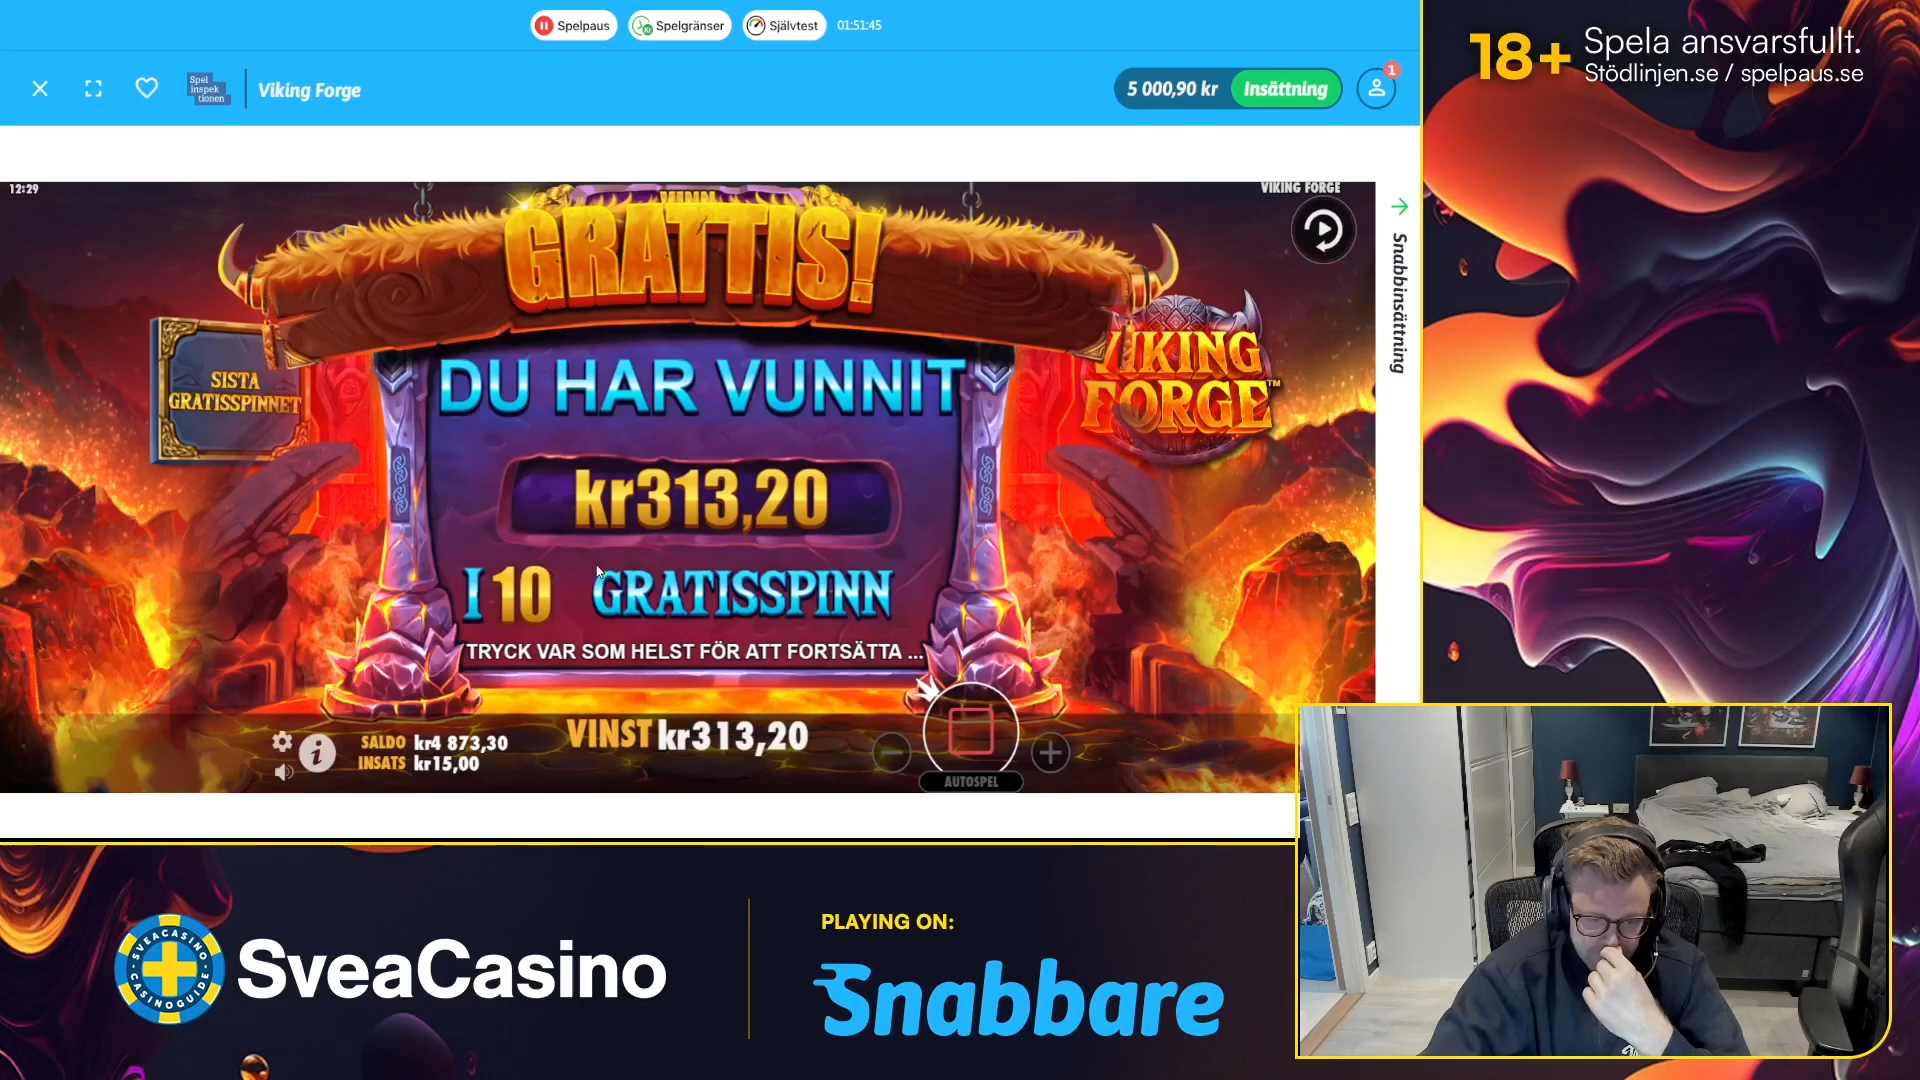 Spelpaus
Spelgränser
Självtest
01:51:45
18+
Spela ansvarsfullt.
Stödlinjen.se / spelpaus.se
Spel
inspek
tionen
Viking Forge
5 000,90 kr
Insättning
1
12:29
VIKING FORGE
GRATTIS!
Snabbinsättning
SISTA
GRATISSPINNET
DU HAR VUNNIT
VIKING
FORGE™
kr313,20
I 10 GRATISSPINN
TRYCK VAR SOM HELST FÖR ATT FORTSÄTTA ...
SALDO kr4 873,30
INSATS kr15,00
VINST kr313,20
AUTOSPEL
SVEACASINO
CASINOGUIDE
SveaCasino
PLAYING ON:
Snabbare